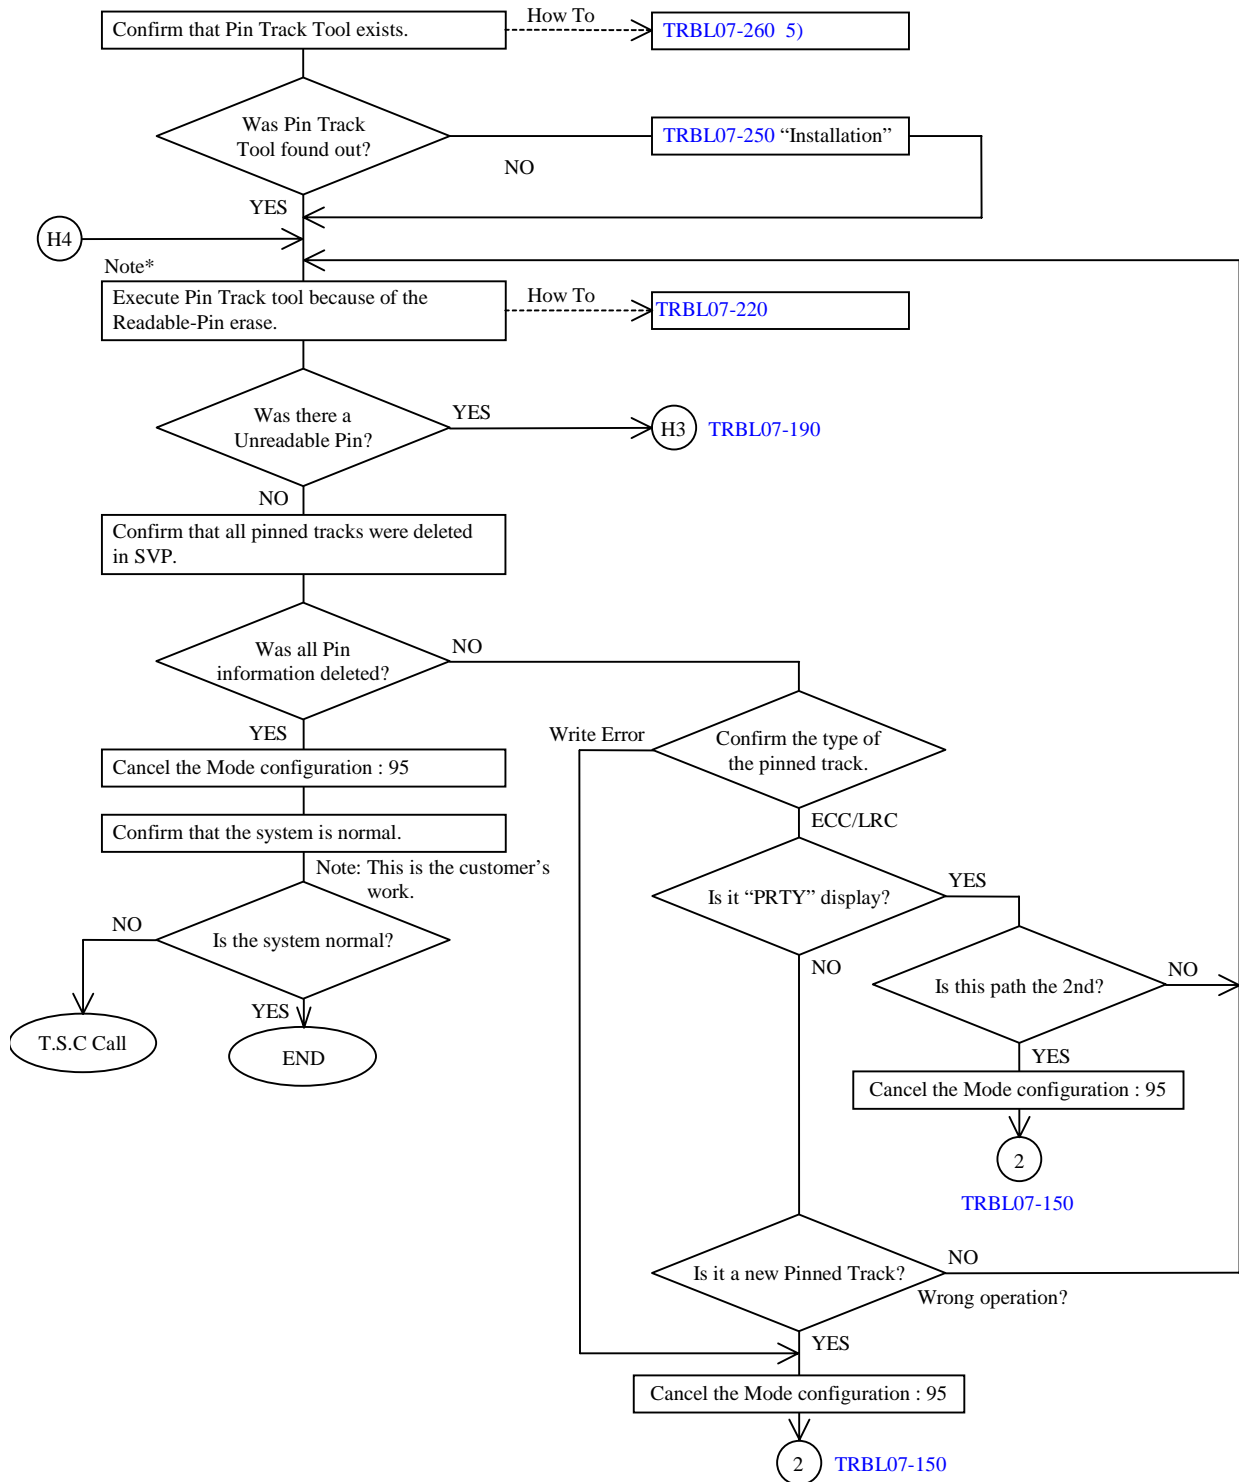 Confirm that Pin Track Tool exists.
How To
TRBL07-260 5)
Was Pin Track
Tool found out?
NO
TRBL07-250 “Installation”
YES
H4
Note*
Execute Pin Track tool because of the
Readable-Pin erase.
How To
TRBL07-220
Was there a
Unreadable Pin?
YES
H3
TRBL07-190
NO
Confirm that all pinned tracks were deleted
in SVP.
Was all Pin
information deleted?
NO
YES
Write Error
Confirm the type of
the pinned track.
Cancel the Mode configuration : 95
Confirm that the system is normal.
ECC/LRC
Note: This is the customer’s
work.
Is it “PRTY” display?
YES
NO
Is the system normal?
NO
Is this path the 2nd?
NO
YES
T.S.C Call
END
YES
Cancel the Mode configuration : 95
2
TRBL07-150
Is it a new Pinned Track?
NO
Wrong operation?
YES
Cancel the Mode configuration : 95
2
TRBL07-150